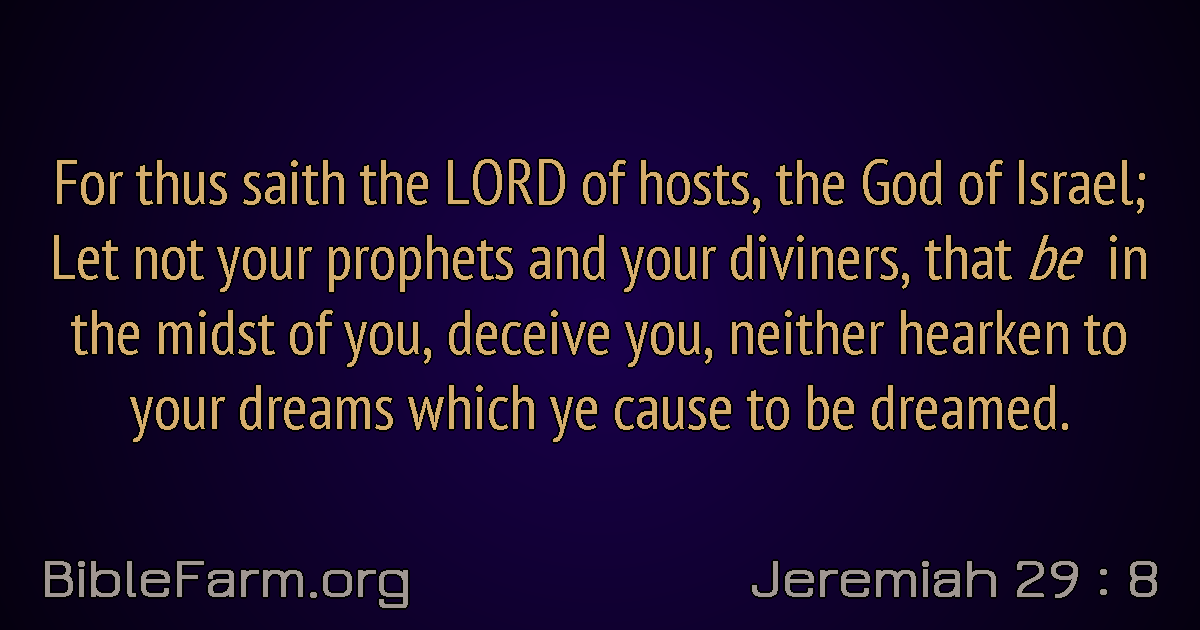 For thus saith the LORD of hosts, the God of Israel;
Let not your prophets and your diviners, that be in
the midst of you, deceive you, neither hearken to
your dreams which ye cause to be dreamed.
BibleFarm.org
Jeremiah 29 : 8